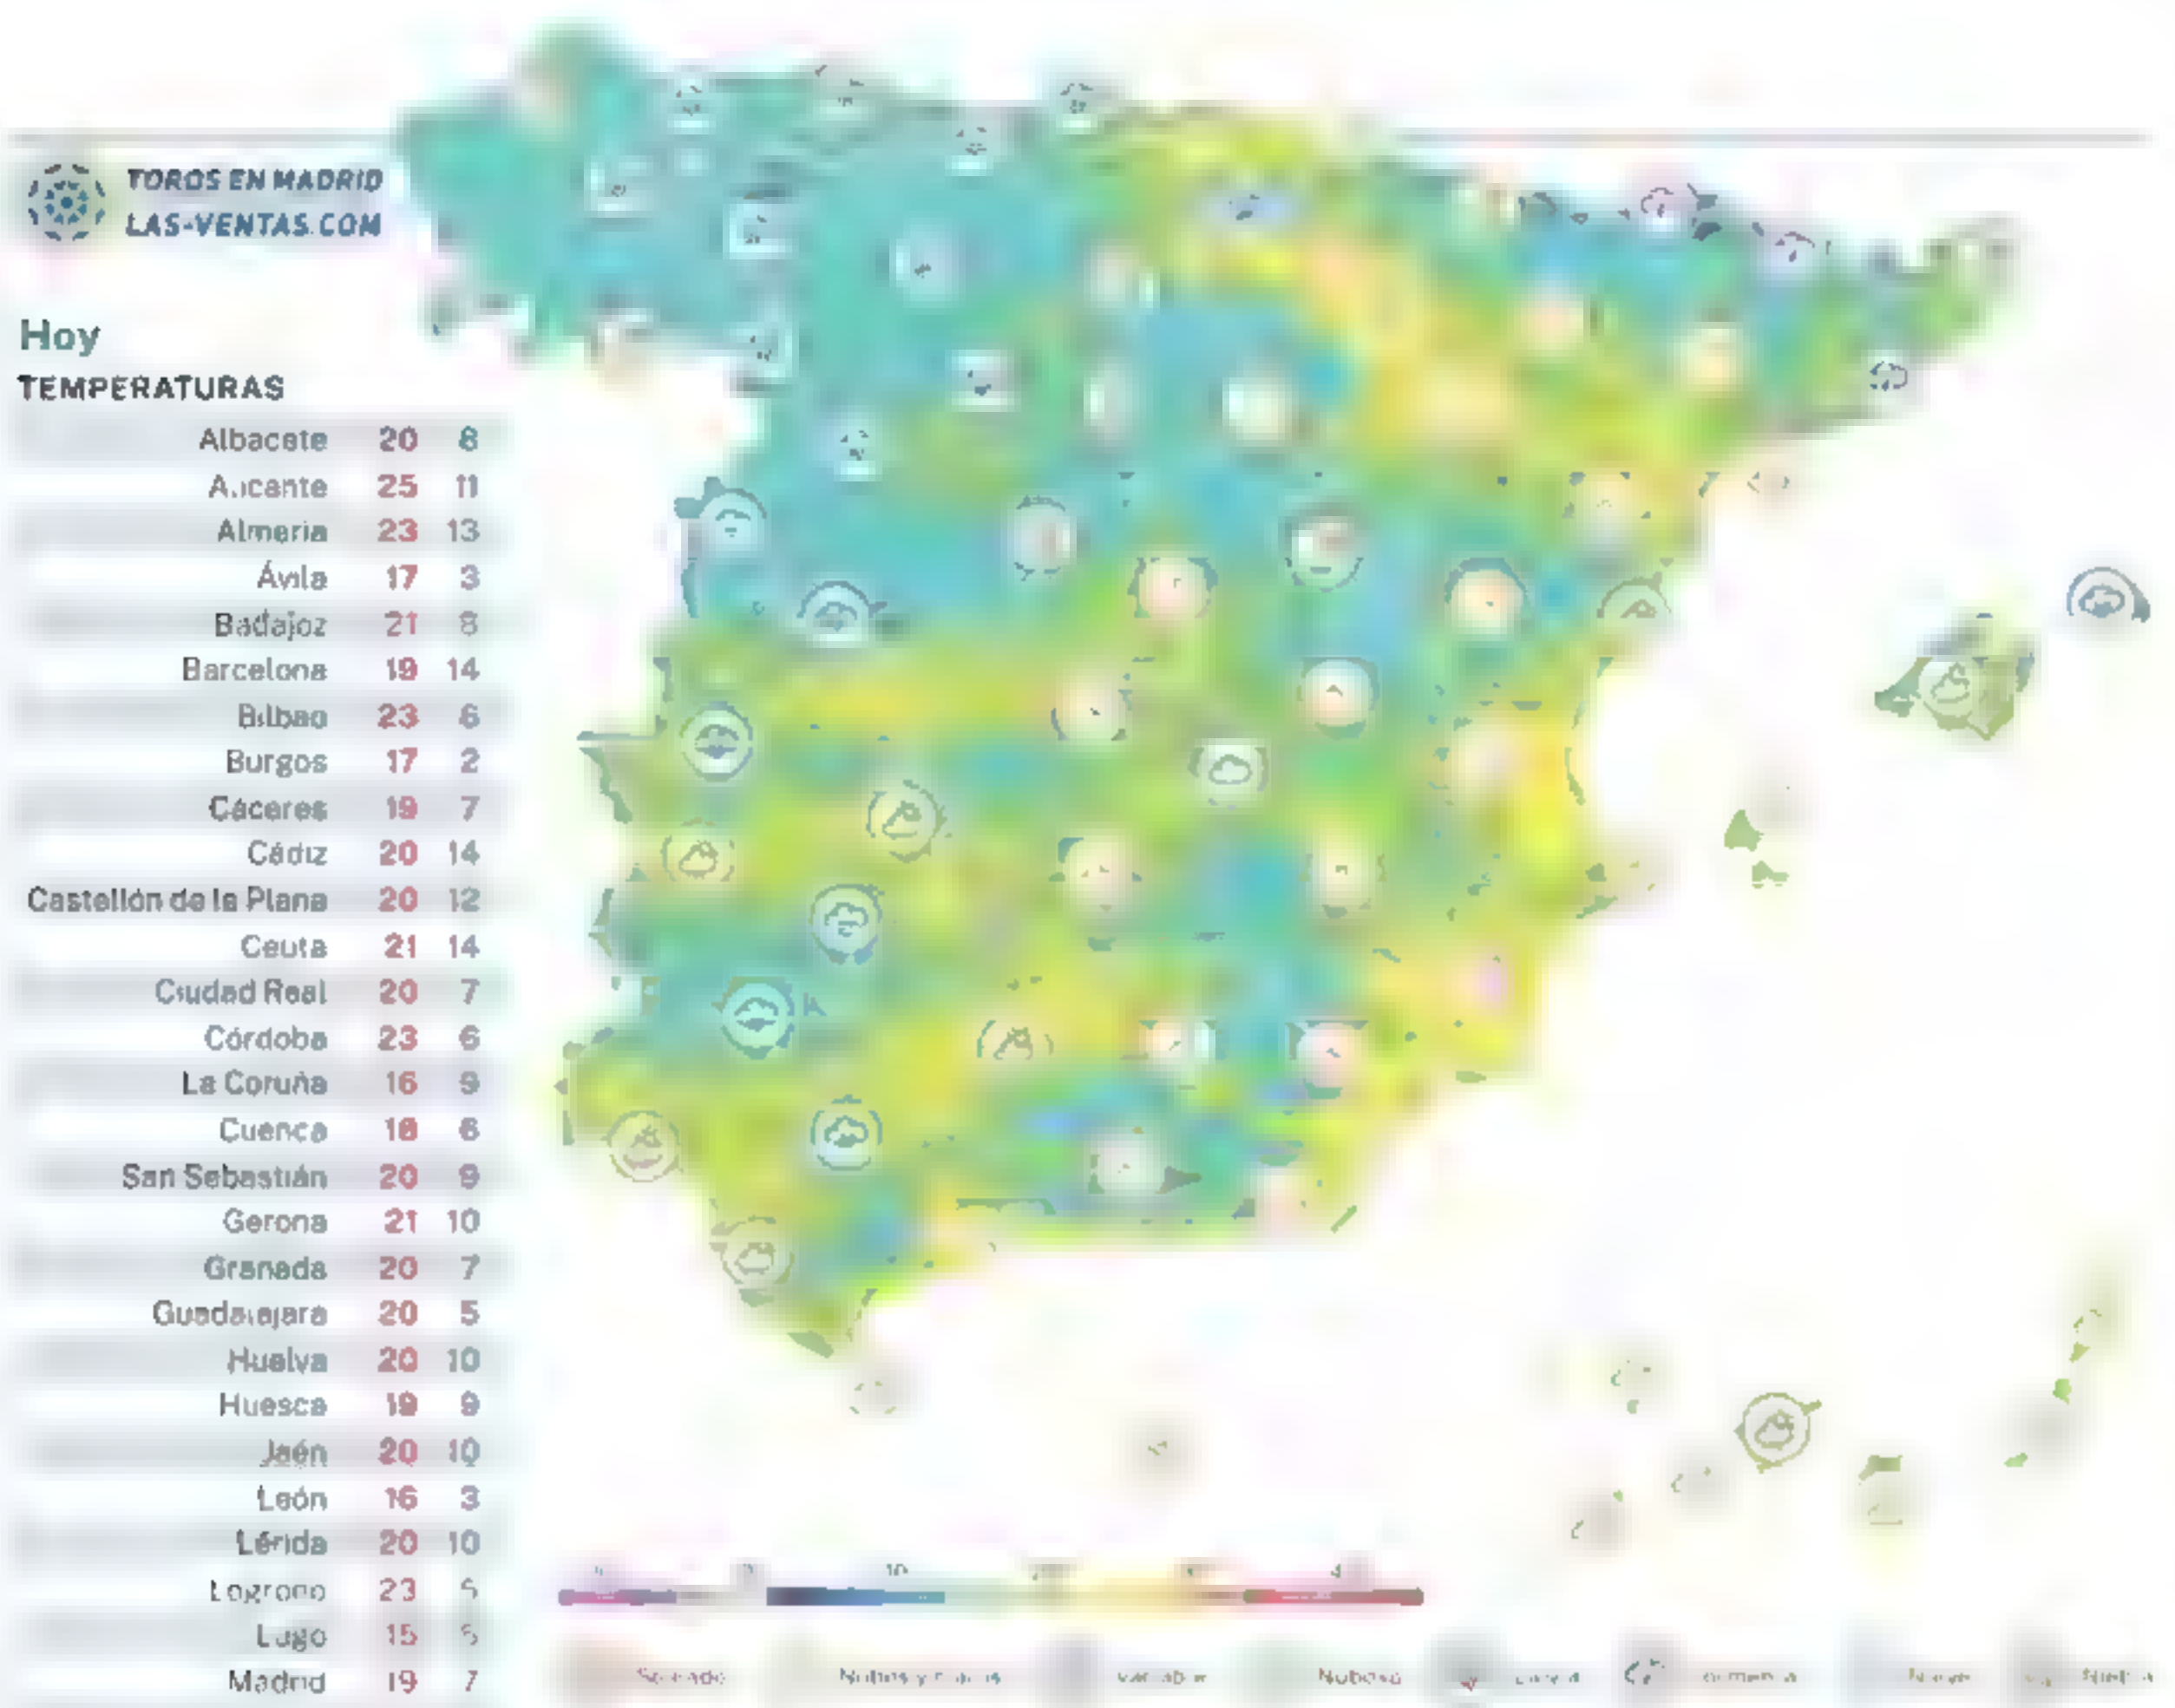 TOROS EN MADRID
LAS-VENTAS.COM
Hoy
TEMPERATURAS
Albacete 20 8
Alicante 25 11
Almería 23 13
Ávila 17 3
Badajoz 21 8
Barcelona 19 14
Bilbao 23 6
Burgos 17 2
Cáceres 19 7
Cádiz 20 14
Castellón de la Plana 20 12
Ceuta 21 14
Ciudad Real 20 7
Córdoba 23 6
La Coruña 16 9
Cuenca 18 6
San Sebastián 20 9
Gerona 21 10
Granada 20 7
Guadalajara 20 5
Huelva 20 10
Huesca 19 9
Jaén 20 10
León 16 3
Lérida 20 10
Logroño 23
Lugo 15
Madrid 19 7
10
Nuboso